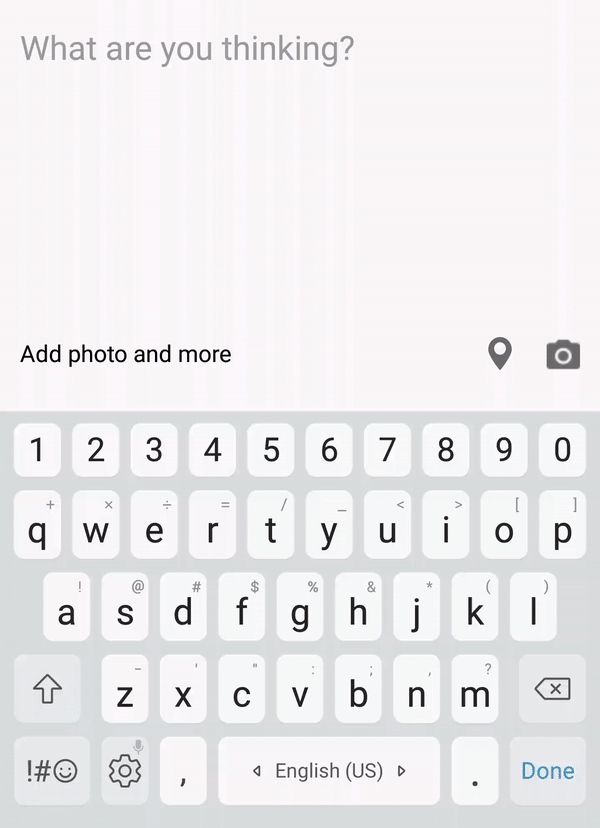 What are you thinking?
Add photo and more
1 2 3 4 5 6 7 8 9 0
+ × ÷ = / _ < > [ ]
q w e r t y u i o p
! @ # $ % & * ( )
a s d f g h j k l
- ' " : ; , ?
z x c v b n m
!#☺ , English (US) . Done